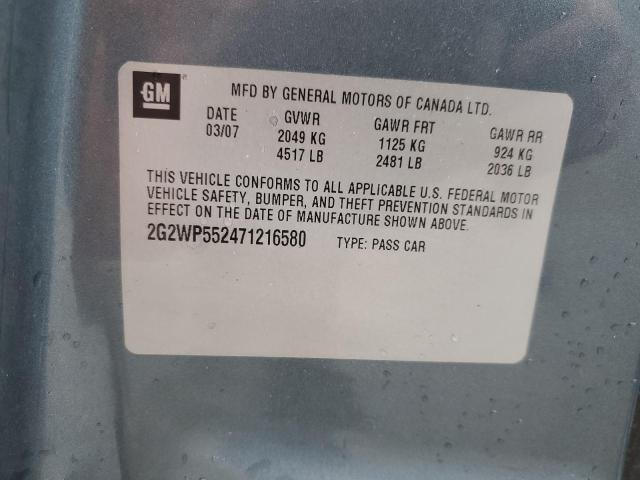 GM
MFD BY GENERAL MOTORS OF CANADA LTD.
DATE GVWR GAWR FRT GAWR RR
03/07 2049 KG 1125 KG 924 KG
4517 LB 2481 LB 2036 LB
THIS VEHICLE CONFORMS TO ALL APPLICABLE U.S. FEDERAL MOTOR
VEHICLE SAFETY, BUMPER, AND THEFT PREVENTION STANDARDS IN
EFFECT ON THE DATE OF MANUFACTURE SHOWN ABOVE.
2G2WP552471216580 TYPE: PASS CAR